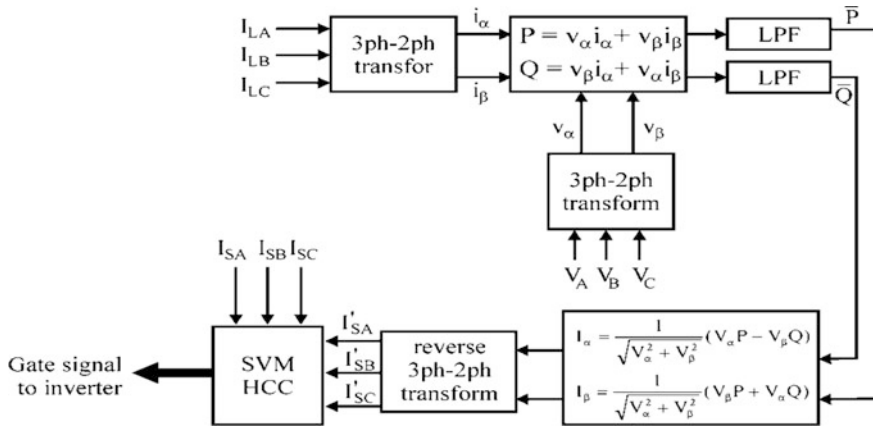 I_LA
I_LB
I_LC
3ph-2ph
transfor
i_α
i_β
P = v_α i_α + v_β i_β
Q = v_β i_α + v_α i_β
LPF
P̅
LPF
Q̅
v_α
v_β
3ph-2ph
transform
V_A
V_B
V_C
I_SA
I_SB
I_SC
Gate signal
to inverter
SVM
HCC
I'_SA
I'_SB
I'_SC
reverse
3ph-2ph
transform
I_α = 1/√(V_α² + V_β²) (V_α P − V_β Q)
I_β = 1/√(V_α² + V_β²) (V_β P + V_α Q)